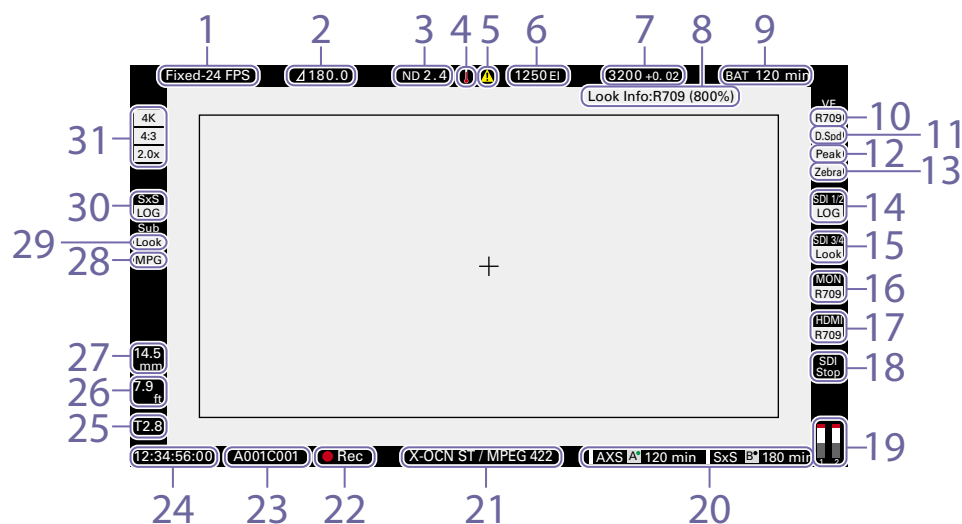 1 2 3 4 5 6 7 8 9
Fixed-24 FPS 180.0 ND 2.4 1250 EI 3200 +0.02 BAT 120 min
Look Info:R709 (800%)
VF
31 4K R709 10
4:3 D.Spd 11
2.0x Peak 12
Zebra 13
30 SxS SDI 1/2 14
LOG LOG
Sub
29 Look SDI 3/4 15
28 MPG Look
MON 16
R709
HDMI 17
R709
27 14.5 SDI 18
mm Stop
26 7.9
ft
25 T2.8
19
1 2
12:34:56:00 A001C001 Rec X-OCN ST / MPEG 422 AXS A 120 min SxS B 180 min
24 23 22 21 20